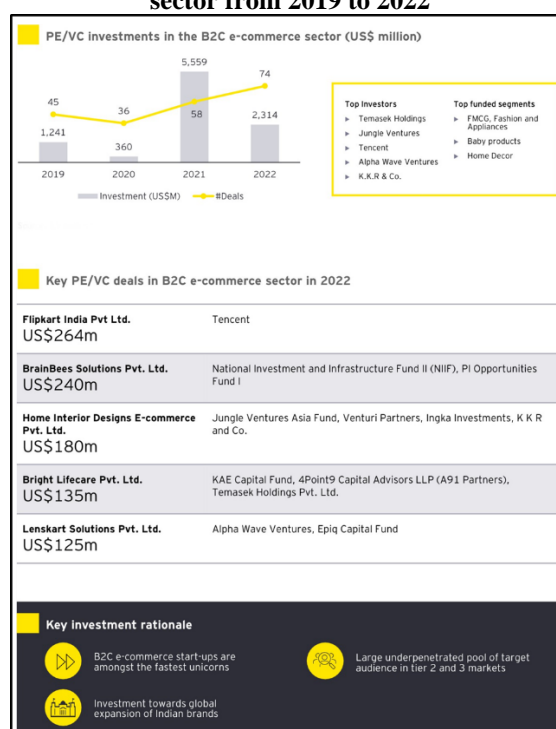 sector from 2019 to 2022
PE/VC investments in the B2C e-commerce sector (US$ million)
5,559
74
45
36
58
1,241
360
2,314
2019
2020
2021
2022
Investment (US$M)
#Deals
Top Investors
Temasek Holdings
Jungle Ventures
Tencent
Alpha Wave Ventures
K.K.R & Co.
Top funded segments
FMCG, Fashion and
Appliances
Baby products
Home Decor
Key PE/VC deals in B2C e-commerce sector in 2022
Flipkart India Pvt Ltd.
US$264m
Tencent
BrainBees Solutions Pvt. Ltd.
US$240m
National Investment and Infrastructure Fund II (NIIF), PI Opportunities
Fund I
Home Interior Designs E-commerce
Pvt. Ltd.
US$180m
Jungle Ventures Asia Fund, Venturi Partners, Ingka Investments, K K R
and Co.
Bright Lifecare Pvt. Ltd.
US$135m
KAE Capital Fund, 4Point9 Capital Advisors LLP (A91 Partners),
Temasek Holdings Pvt. Ltd.
Lenskart Solutions Pvt. Ltd.
US$125m
Alpha Wave Ventures, Epiq Capital Fund
Key investment rationale
B2C e-commerce start-ups are
amongst the fastest unicorns
Large underpenetrated pool of target
audience in tier 2 and 3 markets
Investment towards global
expansion of Indian brands